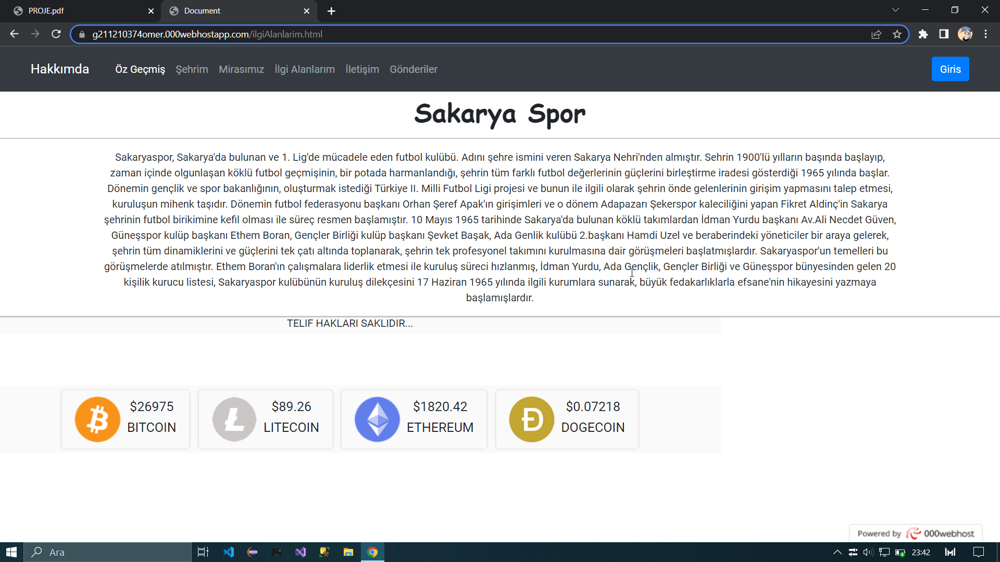 PROJE.pdf
Document
g211210374omer.000webhostapp.com/ilgiAlanlarim.html
Hakkımda Öz Geçmiş Şehrim Mirasımız İlgi Alanlarım İletişim Gönderiler Giris
Sakarya Spor
Sakaryaspor, Sakarya'da bulunan ve 1. Lig'de mücadele eden futbol kulübü. Adını şehre ismini veren Sakarya Nehri'nden almıştır. Sehrin 1900'lü yılların başında başlayıp,
zaman içinde olgunlaşan köklü futbol geçmişinin, bir potada harmanlandığı, şehrin tüm farklı futbol değerlerinin güçlerini birleştirme iradesi gösterdiği 1965 yılında başlar.
Dönemin gençlik ve spor bakanlığının, oluşturmak istediği Türkiye II. Milli Futbol Ligi projesi ve bunun ile ilgili olarak şehrin önde gelenlerinin girişim yapmasını talep etmesi,
kuruluşun mihenk taşıdır. Dönemin futbol federasyonu başkanı Orhan Şeref Apak'ın girişimleri ve o dönem Adapazarı Şekerspor kaleciliğini yapan Fikret Aldinç'in Sakarya
şehrinin futbol birikimine kefil olması ile süreç resmen başlamıştır. 10 Mayıs 1965 tarihinde Sakarya'da bulunan köklü takımlardan İdman Yurdu başkanı Av.Ali Necdet Güven,
Güneşspor kulüp başkanı Ethem Boran, Gençler Birliği kulüp başkanı Şevket Başak, Ada Genlik kulübü 2.başkanı Hamdi Uzel ve beraberindeki yöneticiler bir araya gelerek,
şehrin tüm dinamiklerini ve güçlerini tek çatı altında toplanarak, şehrin tek profesyonel takımını kurulmasına dair görüşmeleri başlatmışlardır. Sakaryaspor'un temelleri bu
görüşmelerde atılmıştır. Ethem Boran'ın çalışmalara liderlik etmesi ile kuruluş süreci hızlanmış, İdman Yurdu, Ada Gençlik, Gençler Birliği ve Güneşspor bünyesinden gelen 20
kişilik kurucu listesi, Sakaryaspor kulübünün kuruluş dilekçesini 17 Haziran 1965 yılında ilgili kurumlara sunarak, büyük fedakarlıklarla efsane'nin hikayesini yazmaya
başlamışlardır.
TELIF HAKLARI SAKLIDIR...
$26975
BITCOIN
$89.26
LITECOIN
$1820.42
ETHEREUM
$0.07218
DOGECOIN
Powered by 000webhost
Ara
23:42